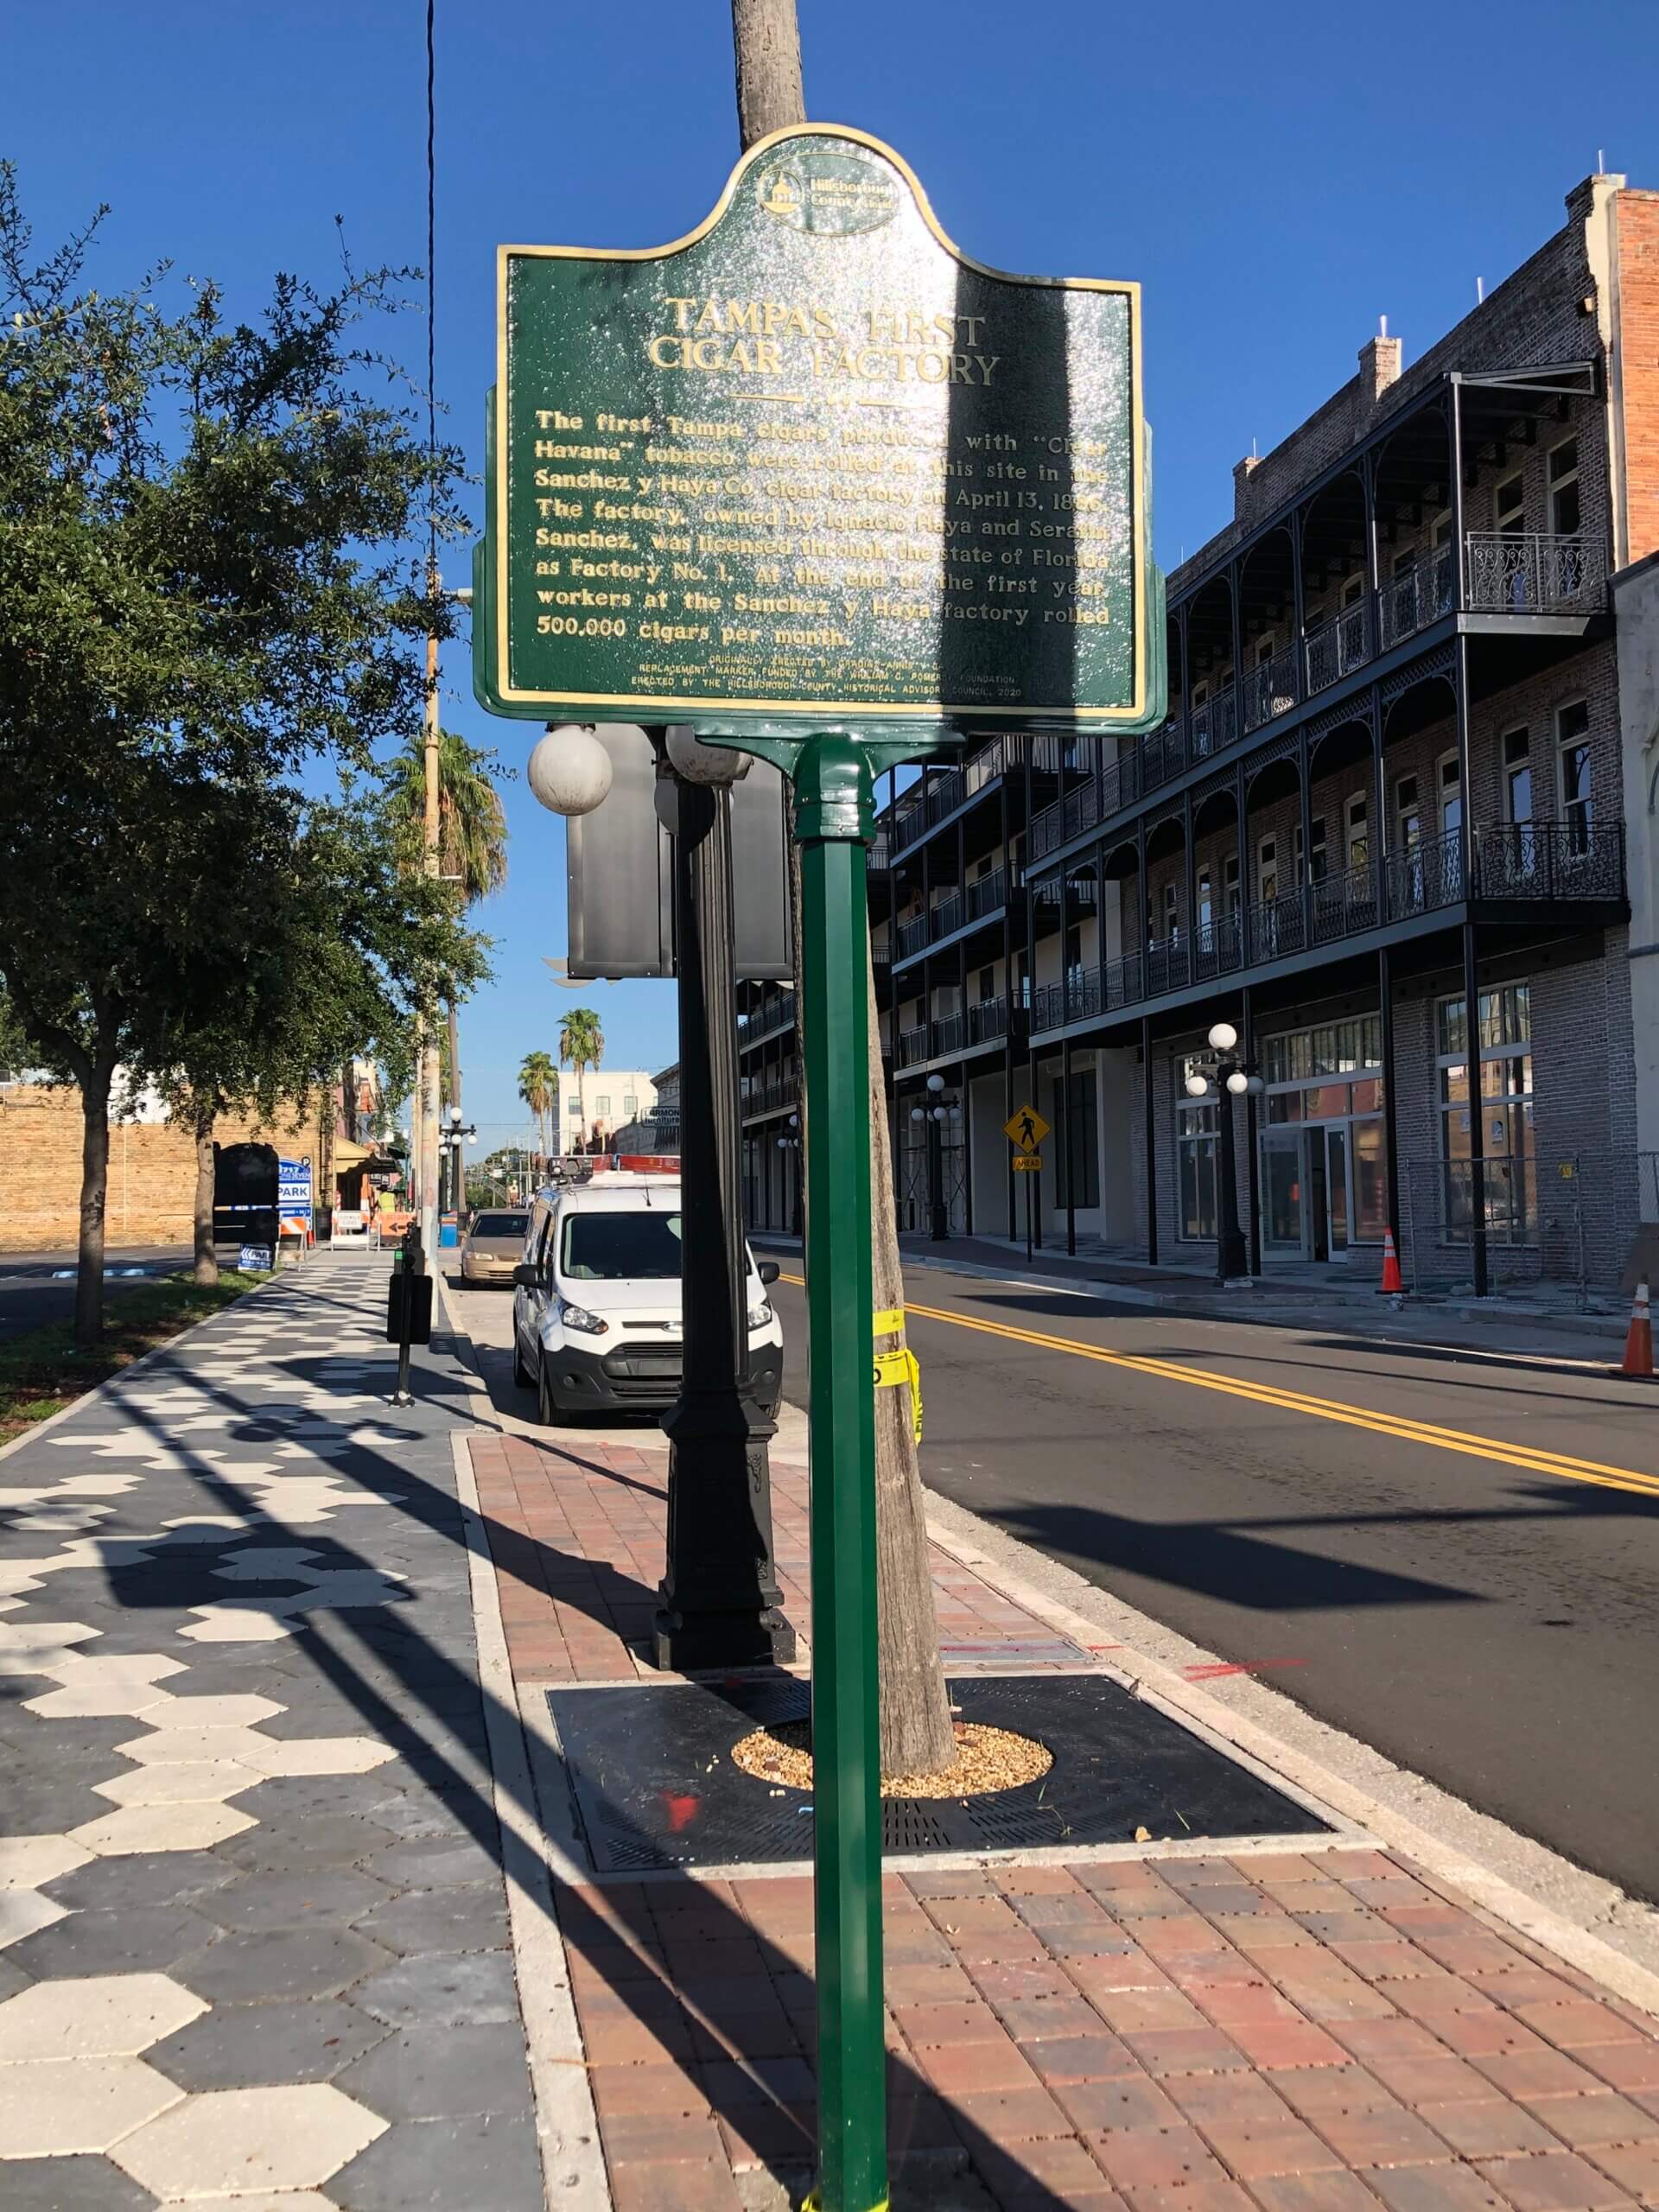 Hillsborough
County Florida
TAMPA'S FIRST
CIGAR FACTORY
The first Tampa cigars produced with "Clear
Havana" tobacco were rolled at this site in the
Sanchez y Haya Co. cigar factory on April 13, 1886.
The factory, owned by Ignacio Haya and Serafin
Sanchez, was licensed through the state of Florida
as Factory No. 1. At the end of the first year,
workers at the Sanchez y Haya factory rolled
500,000 cigars per month.
ORIGINALLY ERECTED BY
REPLACEMENT MARKER FUNDED BY THE WILLIAM G. POMEROY FOUNDATION
ERECTED BY THE HILLSBOROUGH COUNTY HISTORICAL ADVISORY COUNCIL, 2020
PARK
AHEAD